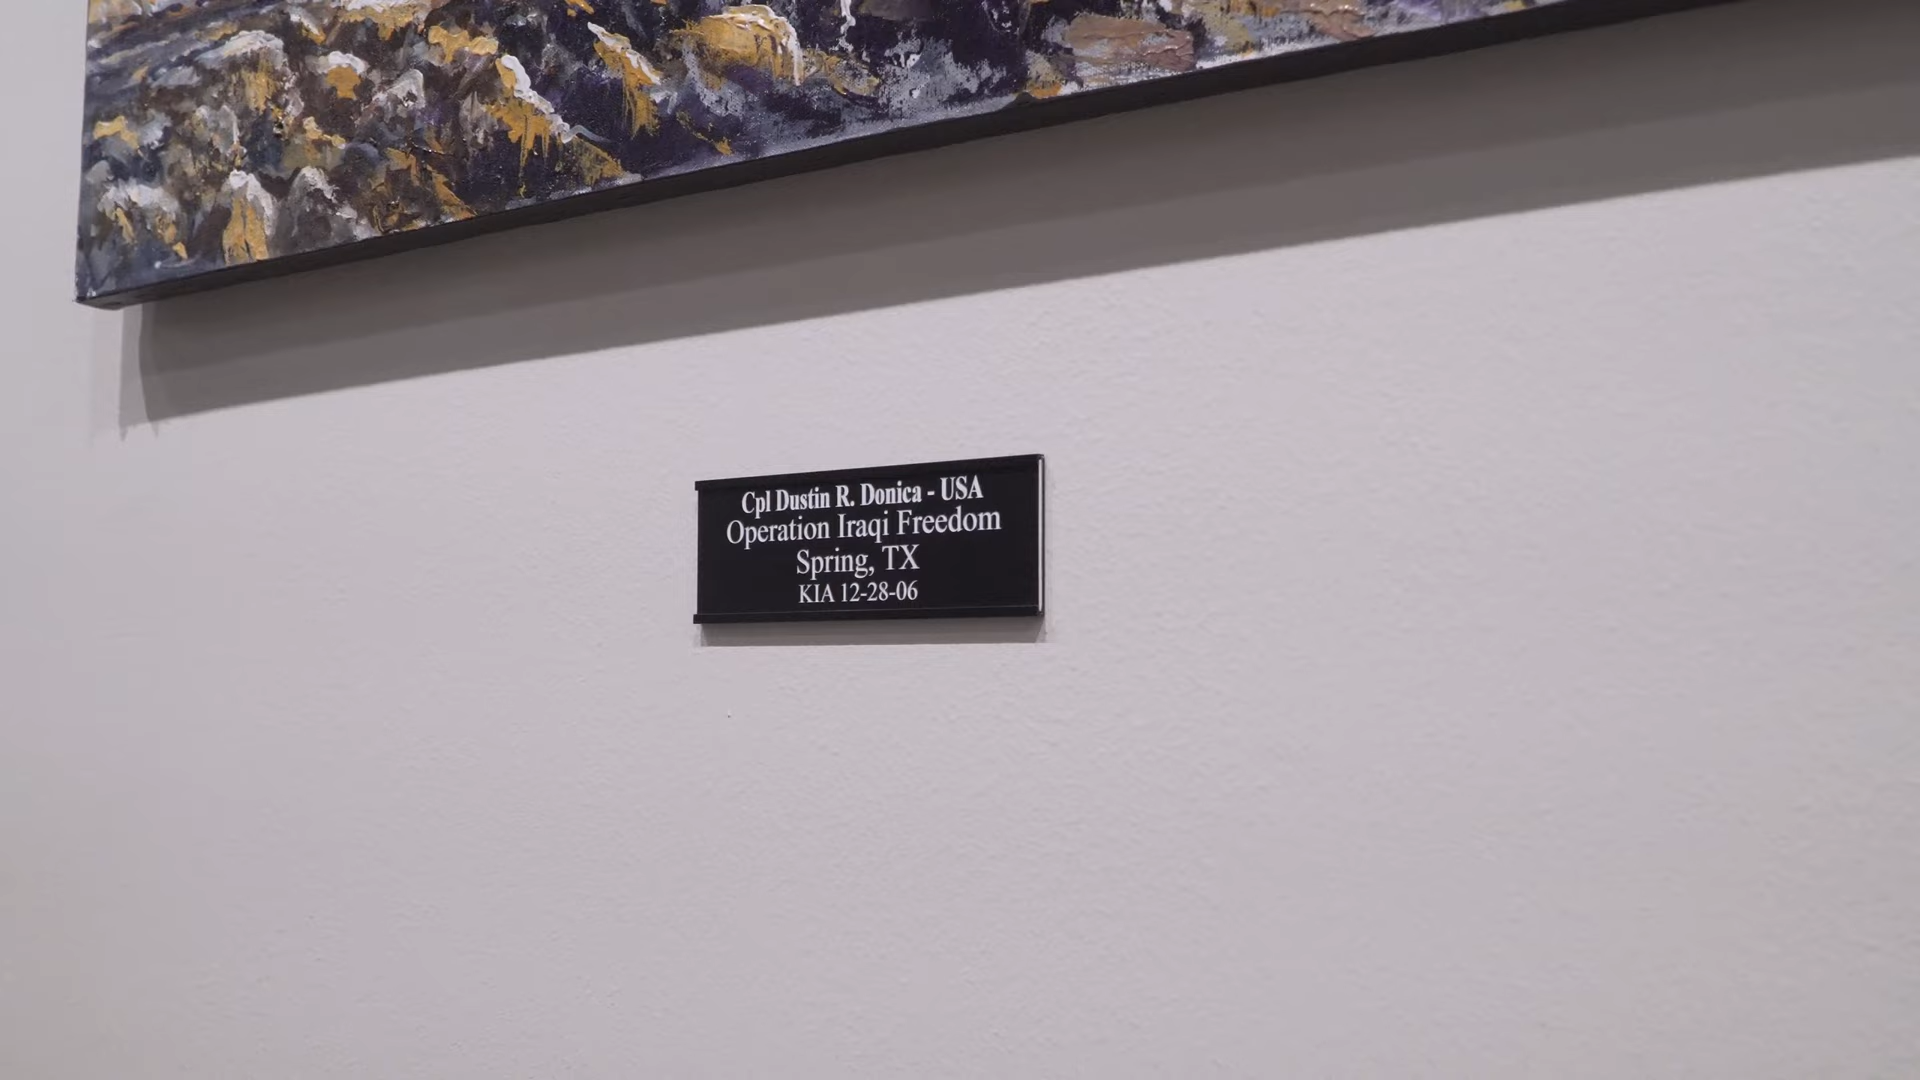 Cpl Dustin R. Donica - USA
Operation Iraqi Freedom
Spring, TX
KIA 12-28-06